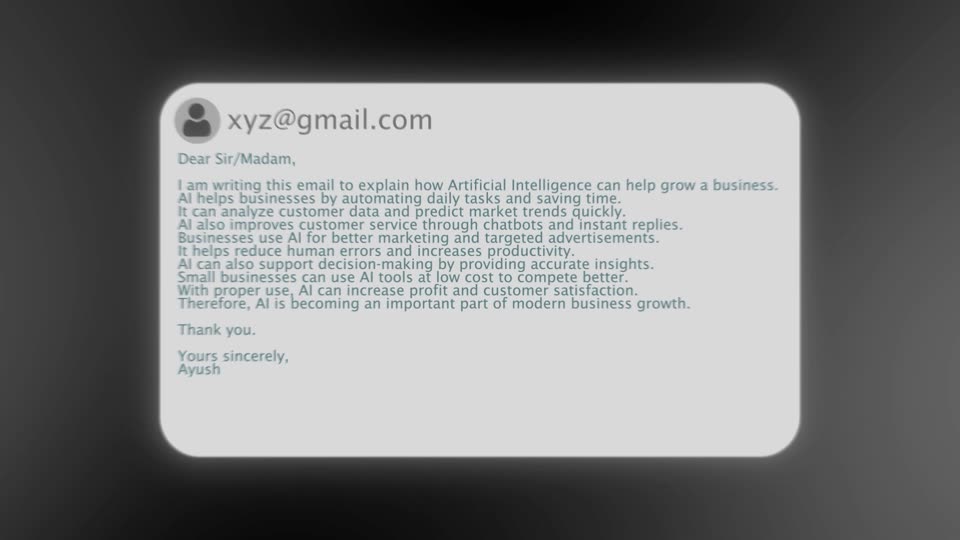 xyz@gmail.com
Dear Sir/Madam,
I am writing this email to explain how Artificial Intelligence can help grow a business.
AI helps businesses by automating daily tasks and saving time.
It can analyze customer data and predict market trends quickly.
AI also improves customer service through chatbots and instant replies.
Businesses use AI for better marketing and targeted advertisements.
It helps reduce human errors and increases productivity.
AI can also support decision-making by providing accurate insights.
Small businesses can use AI tools at low cost to compete better.
With proper use, AI can increase profit and customer satisfaction.
Therefore, AI is becoming an important part of modern business growth.
Thank you.
Yours sincerely,
Ayush